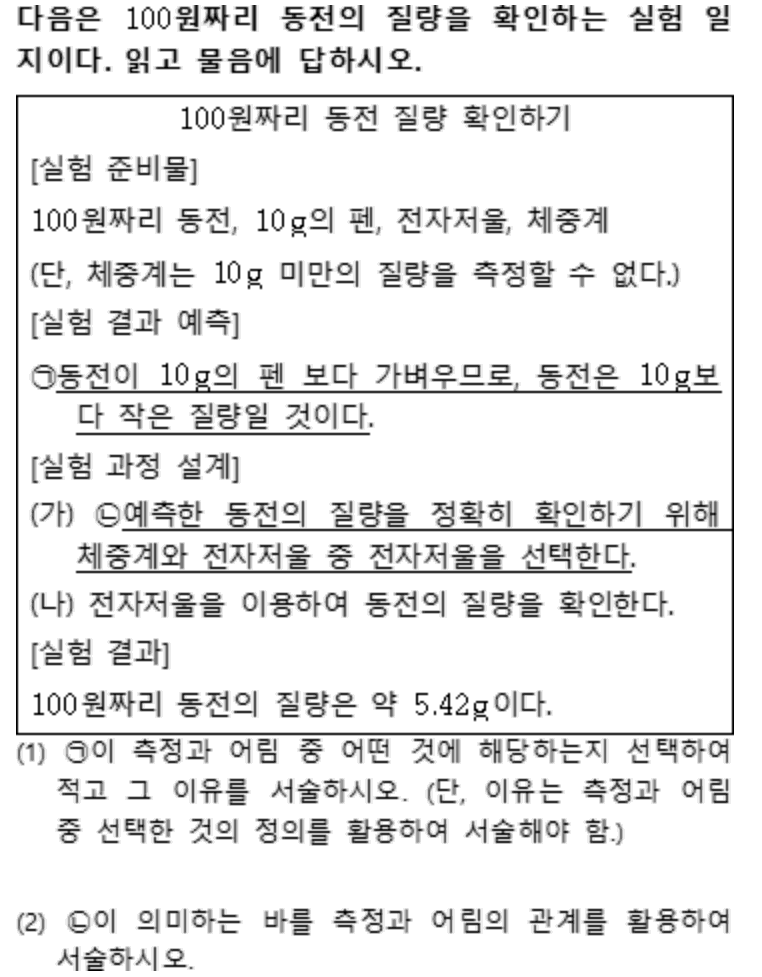 다음은 100원짜리 동전의 질량을 확인하는 실험 일
지이다. 읽고 물음에 답하시오.
100원짜리 동전 질량 확인하기
[실험 준비물]
100원짜리 동전, 10g의 펜, 전자저울, 체중계
(단, 체중계는 10g 미만의 질량을 측정할 수 없다.)
[실험 결과 예측]
㉠동전이 10g의 펜 보다 가벼우므로, 동전은 10g보
다 작은 질량일 것이다.
[실험 과정 설계]
(가) ㉡예측한 동전의 질량을 정확히 확인하기 위해
체중계와 전자저울 중 전자저울을 선택한다.
(나) 전자저울을 이용하여 동전의 질량을 확인한다.
[실험 결과]
100원짜리 동전의 질량은 약 5.42g이다.
(1) ㉠이 측정과 어림 중 어떤 것에 해당하는지 선택하여
적고 그 이유를 서술하시오. (단, 이유는 측정과 어림
중 선택한 것의 정의를 활용하여 서술해야 함.)
(2) ㉡이 의미하는 바를 측정과 어림의 관계를 활용하여
서술하시오.